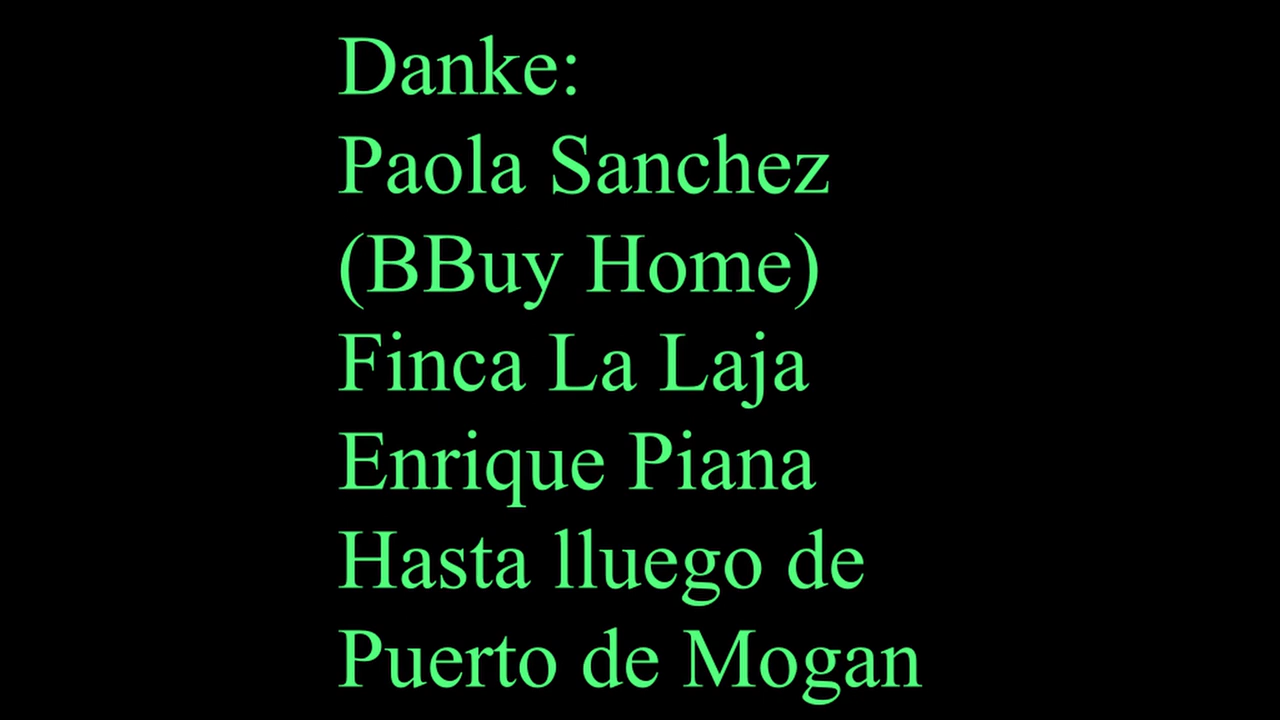 Danke:
Paola Sanchez
(BBuy Home)
Finca La Laja
Enrique Piana
Hasta lluego de
Puerto de Mogan